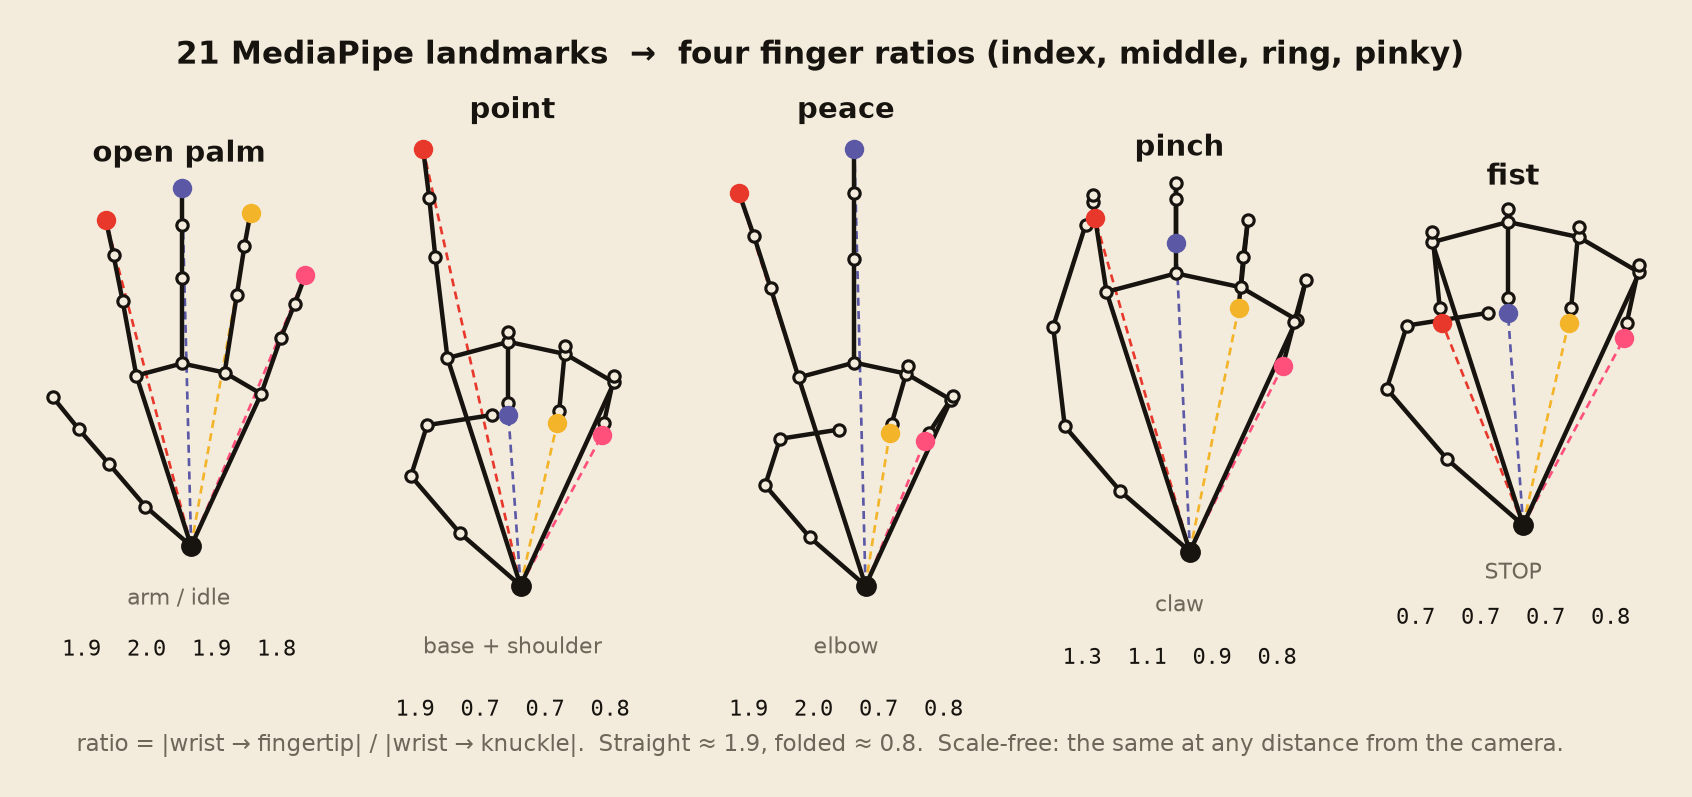 21 MediaPipe landmarks → four finger ratios (index, middle, ring, pinky)
open palm
arm / idle
1.9 2.0 1.9 1.8
point
base + shoulder
1.9 0.7 0.7 0.8
peace
elbow
1.9 2.0 0.7 0.8
pinch
claw
1.3 1.1 0.9 0.8
fist
STOP
0.7 0.7 0.7 0.8
ratio = |wrist → fingertip| / |wrist → knuckle|. Straight ≈ 1.9, folded ≈ 0.8. Scale-free: the same at any distance from the camera.